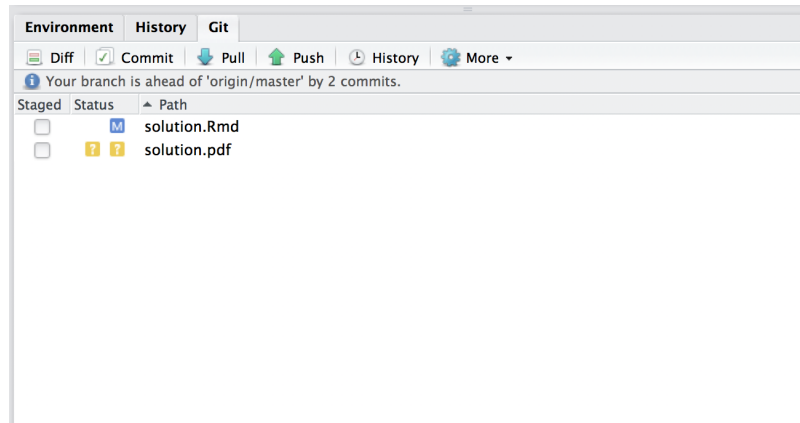 Environment History Git
Diff Commit Pull Push History More
Your branch is ahead of 'origin/master' by 2 commits.
Staged Status Path
M solution.Rmd
? ? solution.pdf